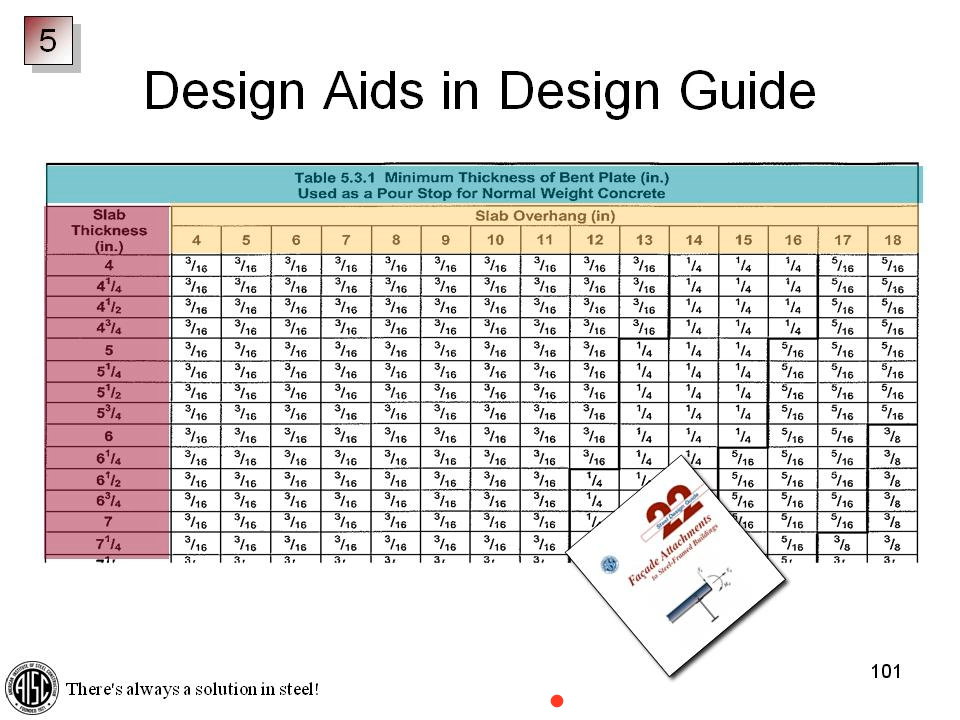 5
Design Aids in Design Guide
Table 5.3.1 Minimum Thickness of Bent Plate (in.)
Used as a Pour Stop for Normal Weight Concrete
Slab Thickness (in.) Slab Overhang (in)
4 5 6 7 8 9 10 11 12 13 14 15 16 17 18
4 3/16 3/16 3/16 3/16 3/16 3/16 3/16 3/16 3/16 3/16 1/4 1/4 1/4 5/16 5/16
4 1/4 3/16 3/16 3/16 3/16 3/16 3/16 3/16 3/16 3/16 3/16 1/4 1/4 1/4 5/16 5/16
4 1/2 3/16 3/16 3/16 3/16 3/16 3/16 3/16 3/16 3/16 3/16 1/4 1/4 1/4 5/16 5/16
4 3/4 3/16 3/16 3/16 3/16 3/16 3/16 3/16 3/16 3/16 3/16 1/4 1/4 1/4 5/16 5/16
5 3/16 3/16 3/16 3/16 3/16 3/16 3/16 3/16 3/16 1/4 1/4 1/4 5/16 5/16 5/16
5 1/4 3/16 3/16 3/16 3/16 3/16 3/16 3/16 3/16 3/16 1/4 1/4 1/4 5/16 5/16 5/16
5 1/2 3/16 3/16 3/16 3/16 3/16 3/16 3/16 3/16 3/16 1/4 1/4 1/4 5/16 5/16 5/16
5 3/4 3/16 3/16 3/16 3/16 3/16 3/16 3/16 3/16 3/16 1/4 1/4 1/4 5/16 5/16 5/16
6 3/16 3/16 3/16 3/16 3/16 3/16 3/16 3/16 3/16 1/4 1/4 1/4 5/16 5/16 3/8
6 1/4 3/16 3/16 3/16 3/16 3/16 3/16 3/16 3/16 3/16 1/4 1/4 5/16 5/16 5/16 3/8
6 1/2 3/16 3/16 3/16 3/16 3/16 3/16 3/16 3/16 1/4 5/16 5/16 5/16 3/8
6 3/4 3/16 3/16 3/16 3/16 3/16 3/16 3/16 3/16 1/4 5/16 5/16 5/16 3/8
7 3/16 3/16 3/16 3/16 3/16 3/16 3/16 3/16 5/16 5/16 5/16 3/8
7 1/4 3/16 3/16 3/16 3/16 3/16 3/16 3/16 3/16 5/16 3/8 3/8
Steel Design Guide
22
Façade Attachments
to Steel-Framed Buildings
AISC
There's always a solution in steel!
101